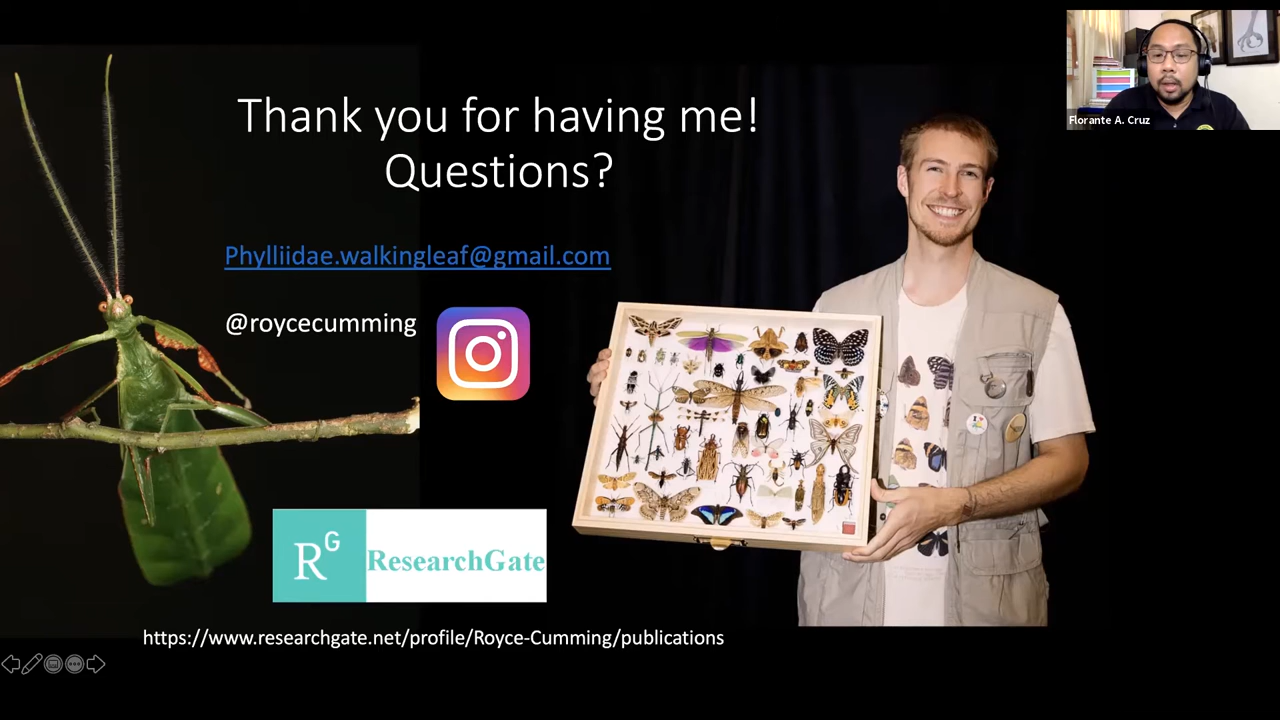 Thank you for having me!
Questions?
Phylliidae.walkingleaf@gmail.com
@roycecumming
RG
ResearchGate
https://www.researchgate.net/profile/Royce-Cumming/publications
Florante A. Cruz